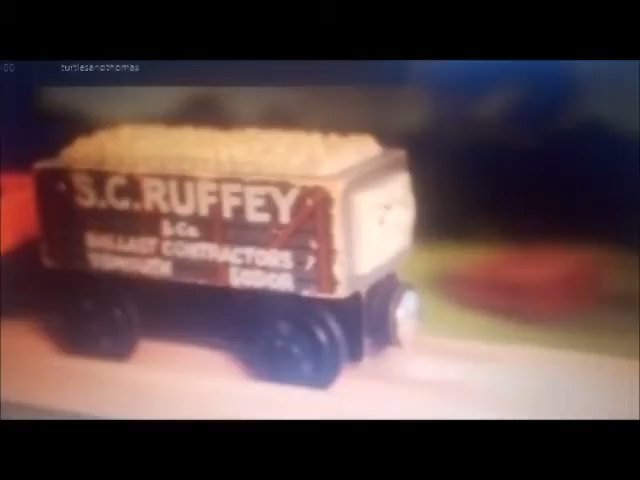 turtlesandthomas
S.C.RUFFEY
& Co.
BALLAST CONTRACTORS
SODOR